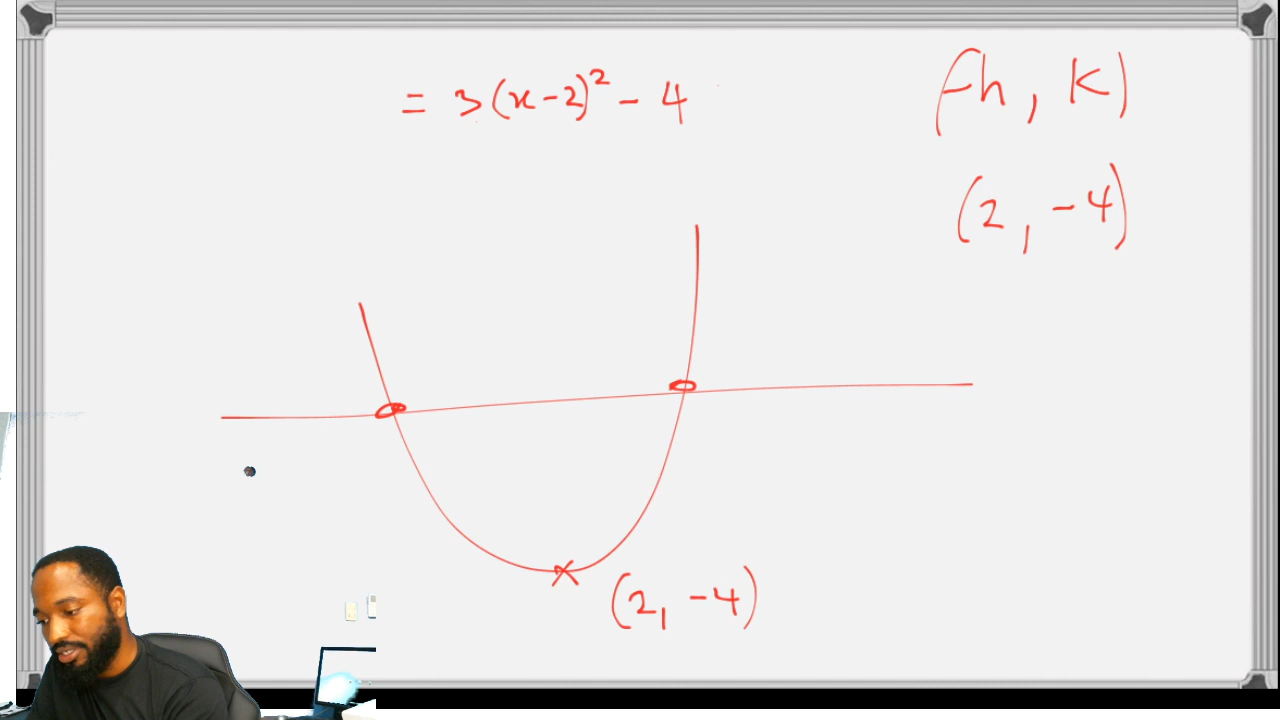 = 3(x-2)² - 4
(-h, k)
(2, -4)
(2, -4)